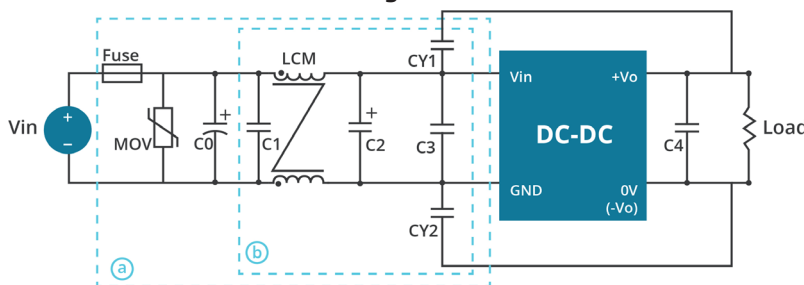 Fuse
LCM
CY1
Vin
+
−
MOV
C0
+
C1
C2
+
C3
Vin
+Vo
DC-DC
GND
0V
(-Vo)
C4
Load
CY2
a
b